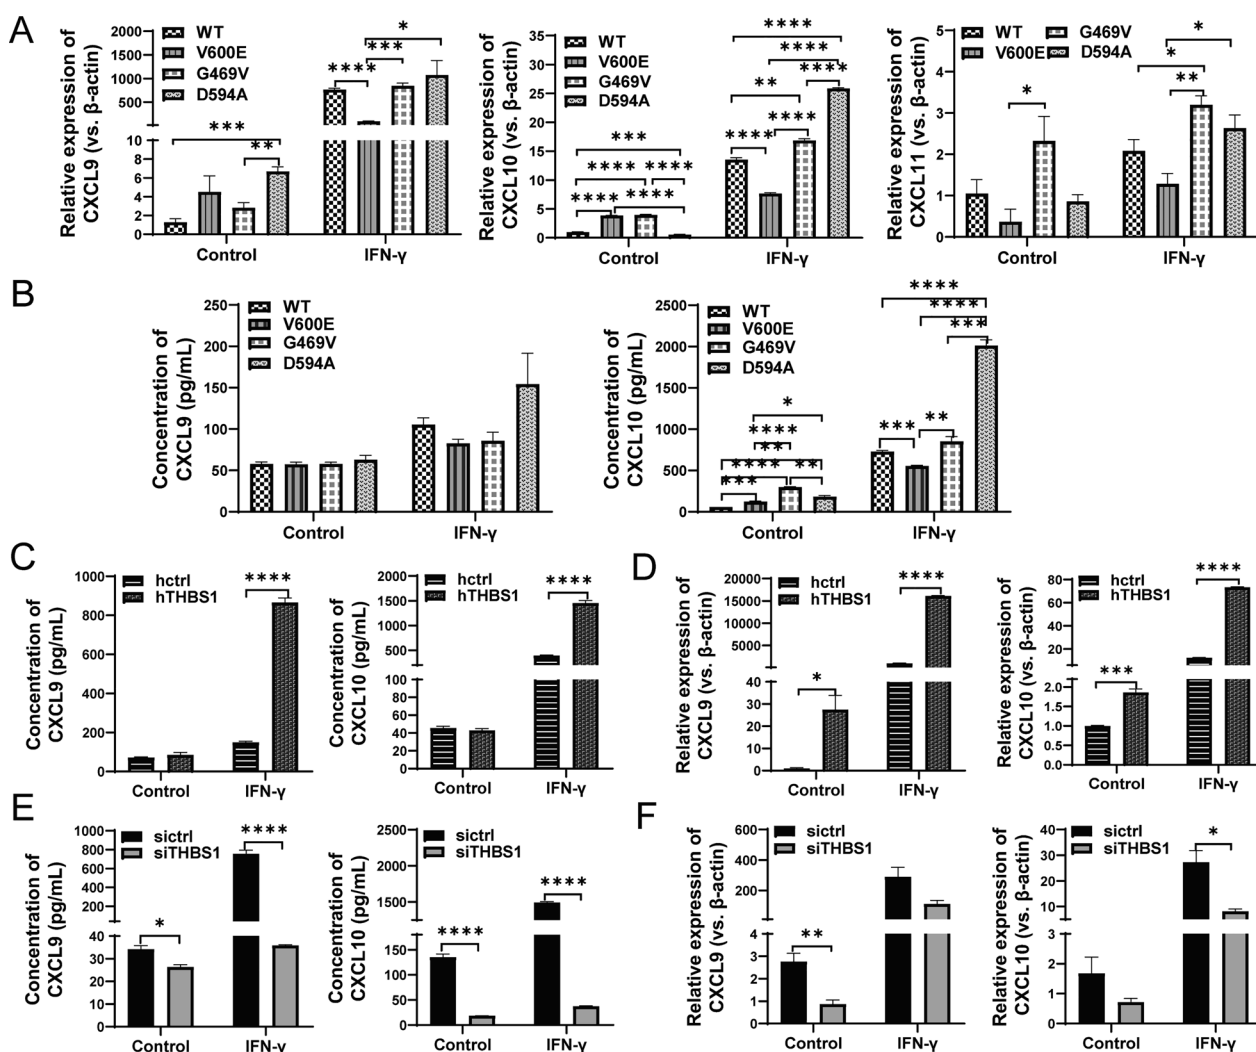 A
Relative expression of
CXCL9 (vs. β-actin)
2000
1500
1000
500
10
8
6
4
2
0
WT
V600E
G469V
D594A
***
**
****
***
*
Control
IFN-γ
Relative expression of
CXCL10 (vs. β-actin)
35
30
25
20
15
10
5
0
WT
V600E
G469V
D594A
***
**** ****
**** ****
****
****
****
** ****
**** ****
Control
IFN-γ
Relative expression of
CXCL11 (vs. β-actin)
5
4
3
2
1
0
WT
V600E
G469V
D594A
*
*
*
**
Control
IFN-γ
B
Concentration of
CXCL9 (pg/mL)
250
200
150
100
50
0
WT
V600E
G469V
D594A
Control
IFN-γ
Concentration of
CXCL10 (pg/mL)
2500
2000
1500
1000
500
0
WT
V600E
G469V
D594A
*
****
**
**** **
***
****
****
***
*** **
Control
IFN-γ
C
Concentration of
CXCL9 (pg/mL)
1000
800
600
400
200
0
hctrl
hTHBS1
****
Control
IFN-γ
Concentration of
CXCL10 (pg/mL)
2000
1500
1000
500
100
80
60
40
20
0
hctrl
hTHBS1
****
Control
IFN-γ
D
Relative expression of
CXCL9 (vs. β-actin)
20000
15000
10000
5000
40
30
20
10
0
hctrl
hTHBS1
*
****
Control
IFN-γ
Relative expression of
CXCL10 (vs. β-actin)
80
60
40
20
2.0
1.5
1.0
0.5
0.0
hctrl
hTHBS1
***
****
Control
IFN-γ
E
Concentration of
CXCL9 (pg/mL)
1000
800
600
400
200
40
30
20
10
0
sictrl
siTHBS1
*
****
Control
IFN-γ
Concentration of
CXCL10 (pg/mL)
2500
1500
500
150
100
50
0
sictrl
siTHBS1
****
****
Control
IFN-γ
F
Relative expression of
CXCL9 (vs. β-actin)
600
400
200
4
3
2
1
0
sictrl
siTHBS1
**
Control
IFN-γ
Relative expression of
CXCL10 (vs. β-actin)
40
30
20
10
3
2
1
0
sictrl
siTHBS1
*
Control
IFN-γ